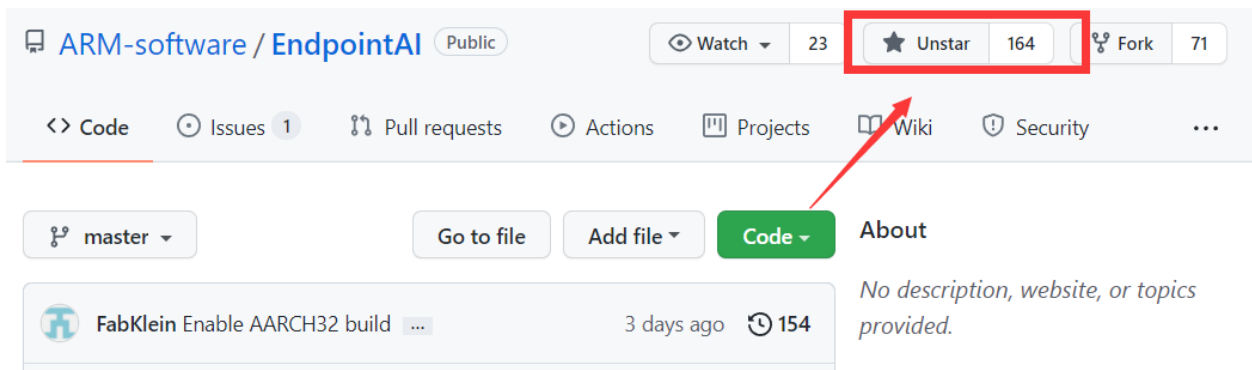 ARM-software / EndpointAI Public Watch 23 Unstar 164 Fork 71
<> Code Issues 1 Pull requests Actions Projects Wiki Security ...
master Go to file Add file Code About
No description, website, or topics
provided.
FabKlein Enable AARCH32 build ... 3 days ago 154